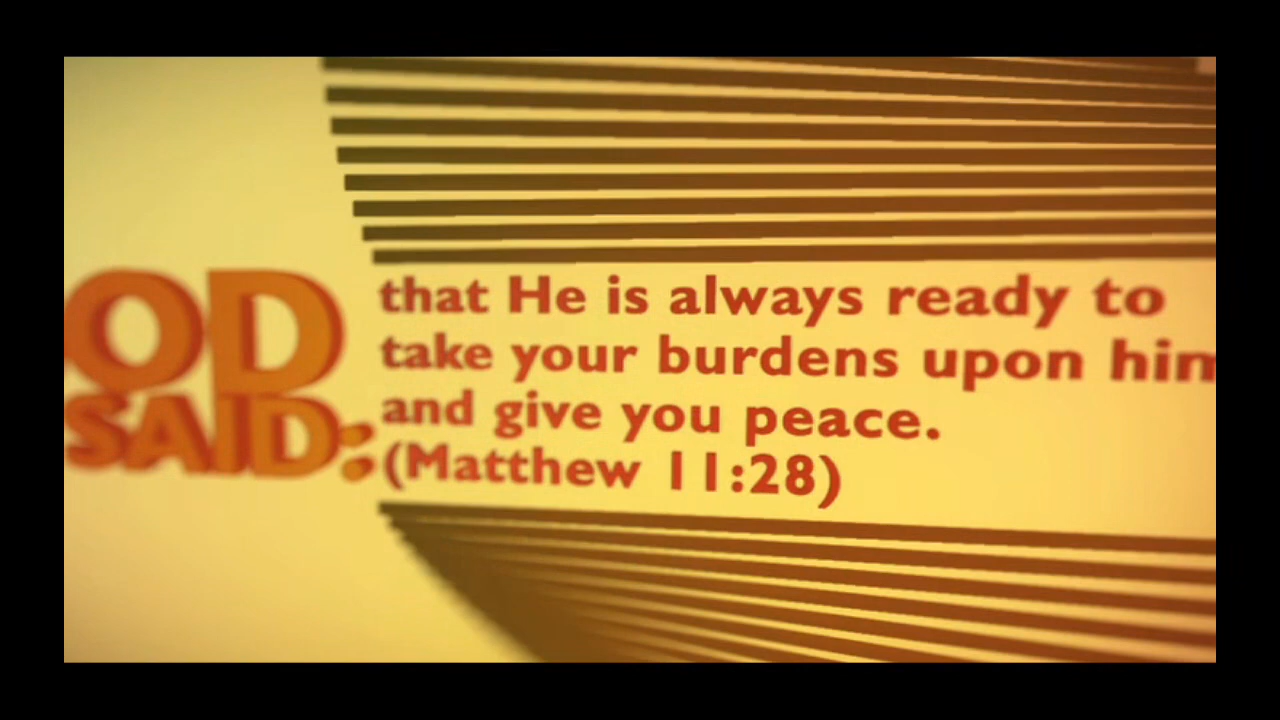 OD
SAID:
that He is always ready to
take your burdens upon him
and give you peace.
(Matthew 11:28)